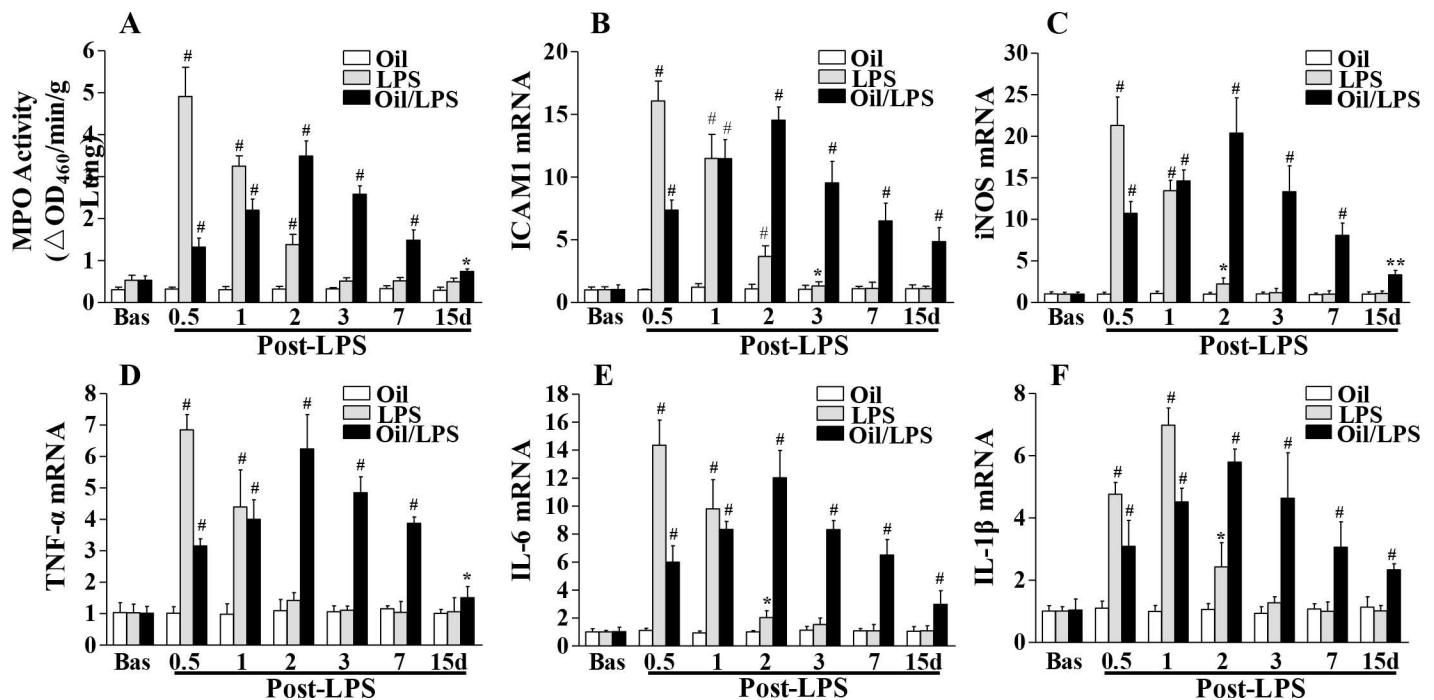 A
MPO Activity
(△OD460/min/g
Lung)
6
5
4
3
2
1
0
Oil
LPS
Oil/LPS
# # # # # # # # *
Bas 0.5 1 2 3 7 15d
Post-LPS
B
ICAM1 mRNA
20
15
10
5
0
Oil
LPS
Oil/LPS
# # # # # # * # # #
Bas 0.5 1 2 3 7 15d
Post-LPS
C
iNOS mRNA
30
25
20
15
10
5
0
Oil
LPS
Oil/LPS
# # # # * # # # **
Bas 0.5 1 2 3 7 15d
Post-LPS
D
TNF-α mRNA
8
7
6
5
4
3
2
1
0
Oil
LPS
Oil/LPS
# # # # # # # *
Bas 0.5 1 2 3 7 15d
Post-LPS
E
IL-6 mRNA
18
16
14
12
10
8
6
4
2
0
Oil
LPS
Oil/LPS
# # # # * # # # #
Bas 0.5 1 2 3 7 15d
Post-LPS
F
IL-1β mRNA
8
6
4
2
0
Oil
LPS
Oil/LPS
# # # # * # # # #
Bas 0.5 1 2 3 7 15d
Post-LPS